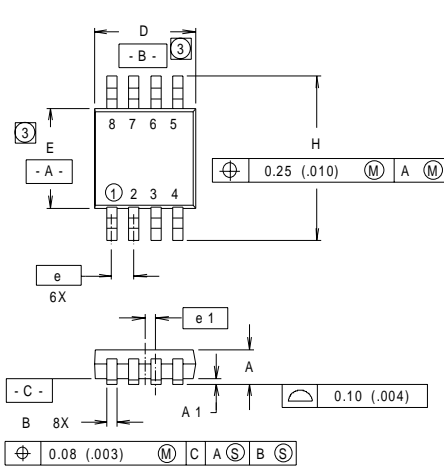 D
- B - 3
8 7 6 5
3
E
H
- A -
0.25 (.010) M A M
1 2 3 4
e
6X
e 1
A
- C -
A 1
0.10 (.004)
B 8X
0.08 (.003) M C A S B S